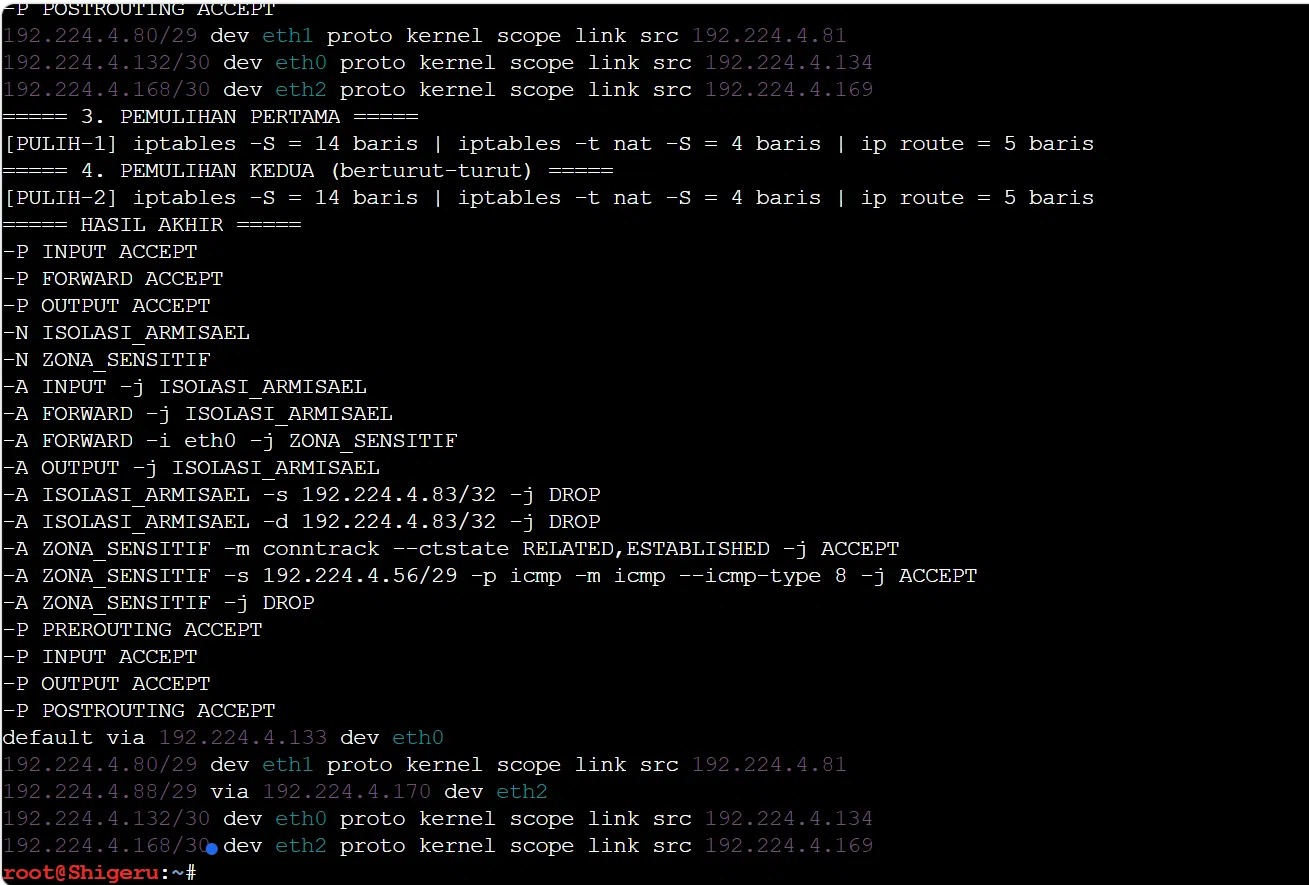 -P POSTROUTING ACCEPT
192.224.4.80/29 dev eth1 proto kernel scope link src 192.224.4.81
192.224.4.132/30 dev eth0 proto kernel scope link src 192.224.4.134
192.224.4.168/30 dev eth2 proto kernel scope link src 192.224.4.169
===== 3. PEMULIHAN PERTAMA =====
[PULIH-1] iptables -S = 14 baris | iptables -t nat -S = 4 baris | ip route = 5 baris
===== 4. PEMULIHAN KEDUA (berturut-turut) =====
[PULIH-2] iptables -S = 14 baris | iptables -t nat -S = 4 baris | ip route = 5 baris
===== HASIL AKHIR =====
-P INPUT ACCEPT
-P FORWARD ACCEPT
-P OUTPUT ACCEPT
-N ISOLASI_ARMISAEL
-N ZONA_SENSITIF
-A INPUT -j ISOLASI_ARMISAEL
-A FORWARD -j ISOLASI_ARMISAEL
-A FORWARD -i eth0 -j ZONA_SENSITIF
-A OUTPUT -j ISOLASI_ARMISAEL
-A ISOLASI_ARMISAEL -s 192.224.4.83/32 -j DROP
-A ISOLASI_ARMISAEL -d 192.224.4.83/32 -j DROP
-A ZONA_SENSITIF -m conntrack --ctstate RELATED,ESTABLISHED -j ACCEPT
-A ZONA_SENSITIF -s 192.224.4.56/29 -p icmp -m icmp --icmp-type 8 -j ACCEPT
-A ZONA_SENSITIF -j DROP
-P PREROUTING ACCEPT
-P INPUT ACCEPT
-P OUTPUT ACCEPT
-P POSTROUTING ACCEPT
default via 192.224.4.133 dev eth0
192.224.4.80/29 dev eth1 proto kernel scope link src 192.224.4.81
192.224.4.88/29 via 192.224.4.170 dev eth2
192.224.4.132/30 dev eth0 proto kernel scope link src 192.224.4.134
192.224.4.168/30 dev eth2 proto kernel scope link src 192.224.4.169
root@Shigeru:~#